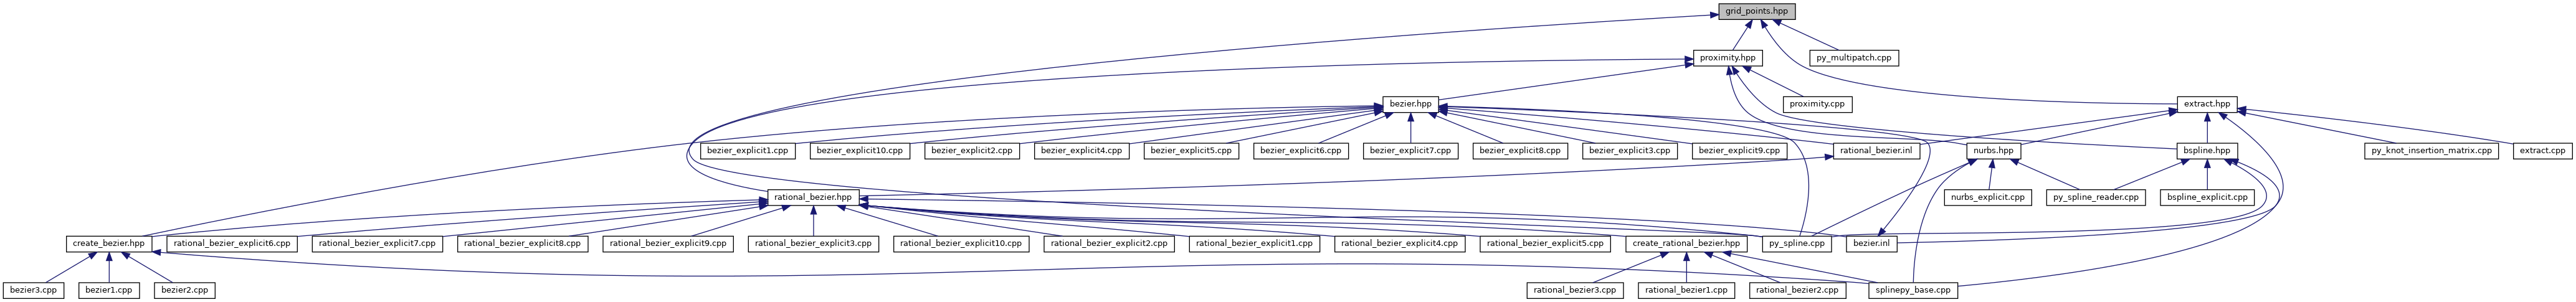 grid_points.hpp
proximity.hpp
py_multipatch.cpp
bezier.hpp
proximity.cpp
extract.hpp
bezier_explicit1.cpp
bezier_explicit10.cpp
bezier_explicit2.cpp
bezier_explicit4.cpp
bezier_explicit5.cpp
bezier_explicit6.cpp
bezier_explicit7.cpp
bezier_explicit8.cpp
bezier_explicit3.cpp
bezier_explicit9.cpp
rational_bezier.inl
nurbs.hpp
bspline.hpp
py_knot_insertion_matrix.cpp
extract.cpp
rational_bezier.hpp
nurbs_explicit.cpp
py_spline_reader.cpp
bspline_explicit.cpp
create_bezier.hpp
rational_bezier_explicit6.cpp
rational_bezier_explicit7.cpp
rational_bezier_explicit8.cpp
rational_bezier_explicit9.cpp
rational_bezier_explicit3.cpp
rational_bezier_explicit10.cpp
rational_bezier_explicit2.cpp
rational_bezier_explicit1.cpp
rational_bezier_explicit4.cpp
rational_bezier_explicit5.cpp
create_rational_bezier.hpp
py_spline.cpp
bezier.inl
bezier3.cpp
bezier1.cpp
bezier2.cpp
rational_bezier3.cpp
rational_bezier1.cpp
rational_bezier2.cpp
splinepy_base.cpp